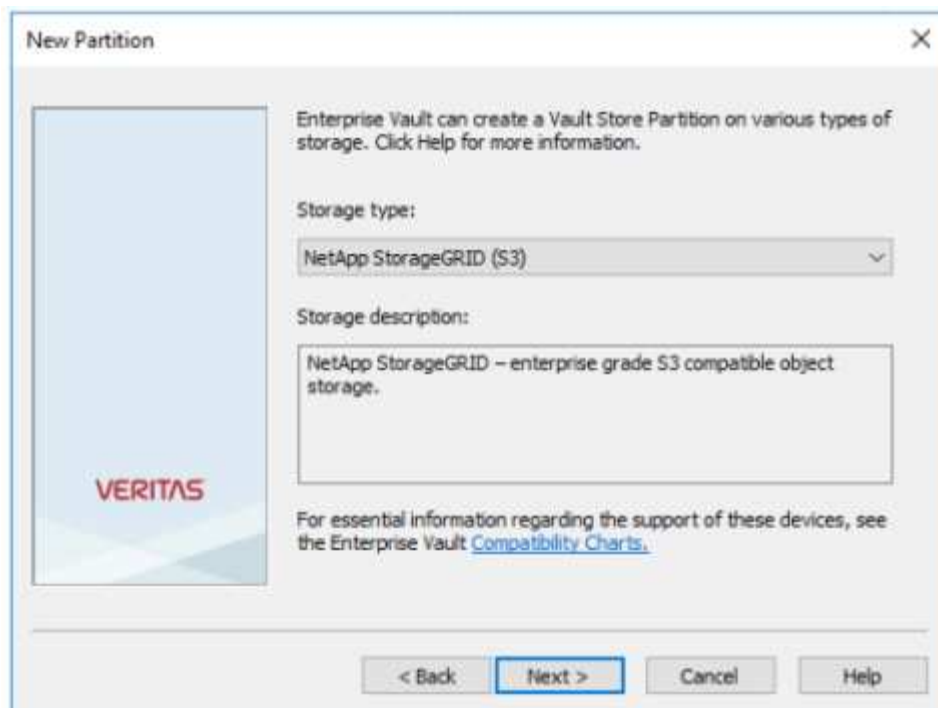 New Partition
Enterprise Vault can create a Vault Store Partition on various types of
storage. Click Help for more information.
Storage type:
NetApp StorageGRID (S3)
Storage description:
NetApp StorageGRID – enterprise grade S3 compatible object
storage.
VERITAS
For essential information regarding the support of these devices, see
the Enterprise Vault Compatibility Charts.
< Back
Next >
Cancel
Help